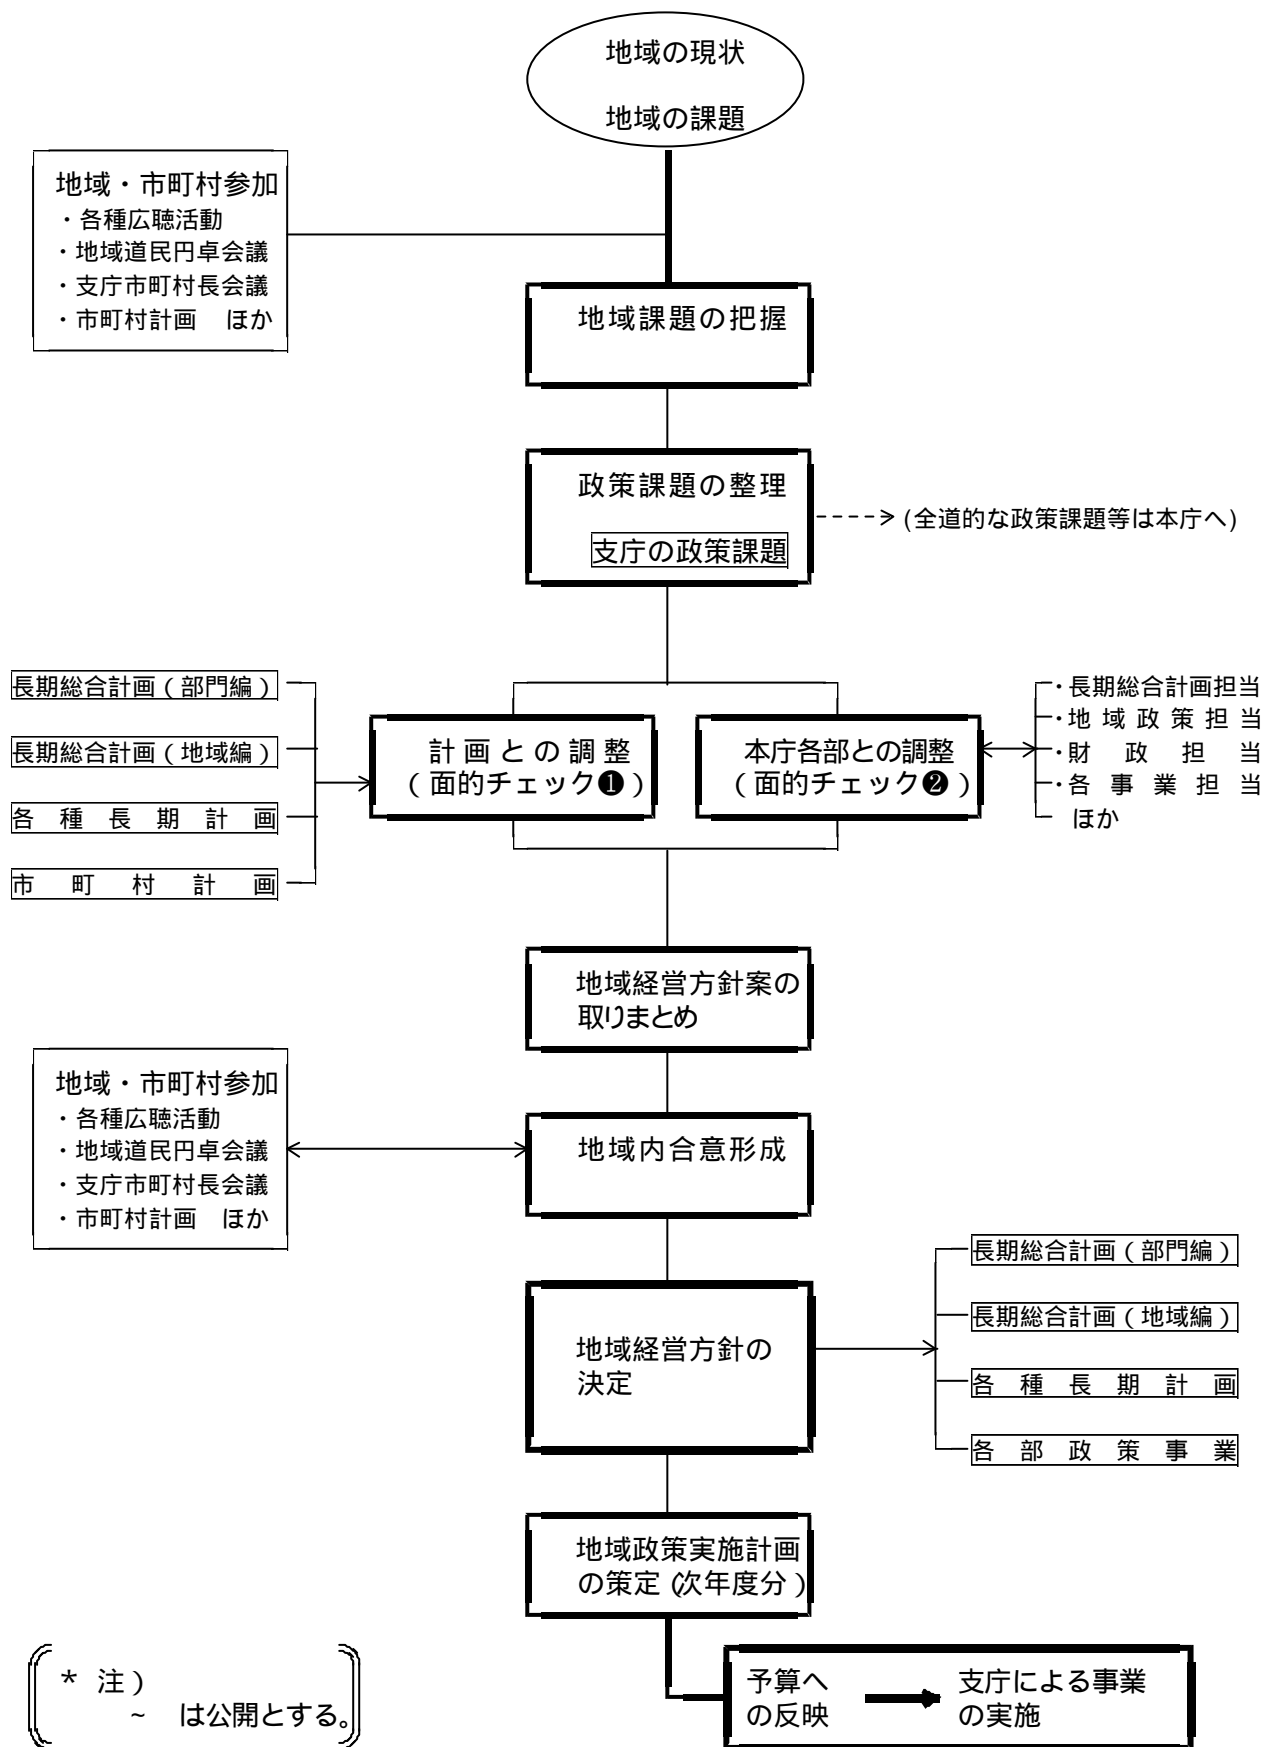 地域の現状
地域の課題
地域・市町村参加
・各種広聴活動
・地域道民円卓会議
・支庁市町村長会議
・市町村計画　ほか
地域課題の把握
政策課題の整理
支庁の政策課題
(全道的な政策課題等は本庁へ)
長期総合計画（部門編）
長期総合計画（地域編）
各種長期計画
市町村計画
計画との調整
（面的チェック❶）
本庁各部との調整
（面的チェック❷）
・長期総合計画担当
・地域政策担当
・財政担当
・各事業担当
ほか
地域経営方針案の
取りまとめ
地域・市町村参加
・各種広聴活動
・地域道民円卓会議
・支庁市町村長会議
・市町村計画　ほか
地域内合意形成
地域経営方針の
決定
長期総合計画（部門編）
長期総合計画（地域編）
各種長期計画
各部政策事業
地域政策実施計画
の策定（次年度分）
＊ 注）
～　は公開とする。
予算へ
の反映
支庁による事業
の実施